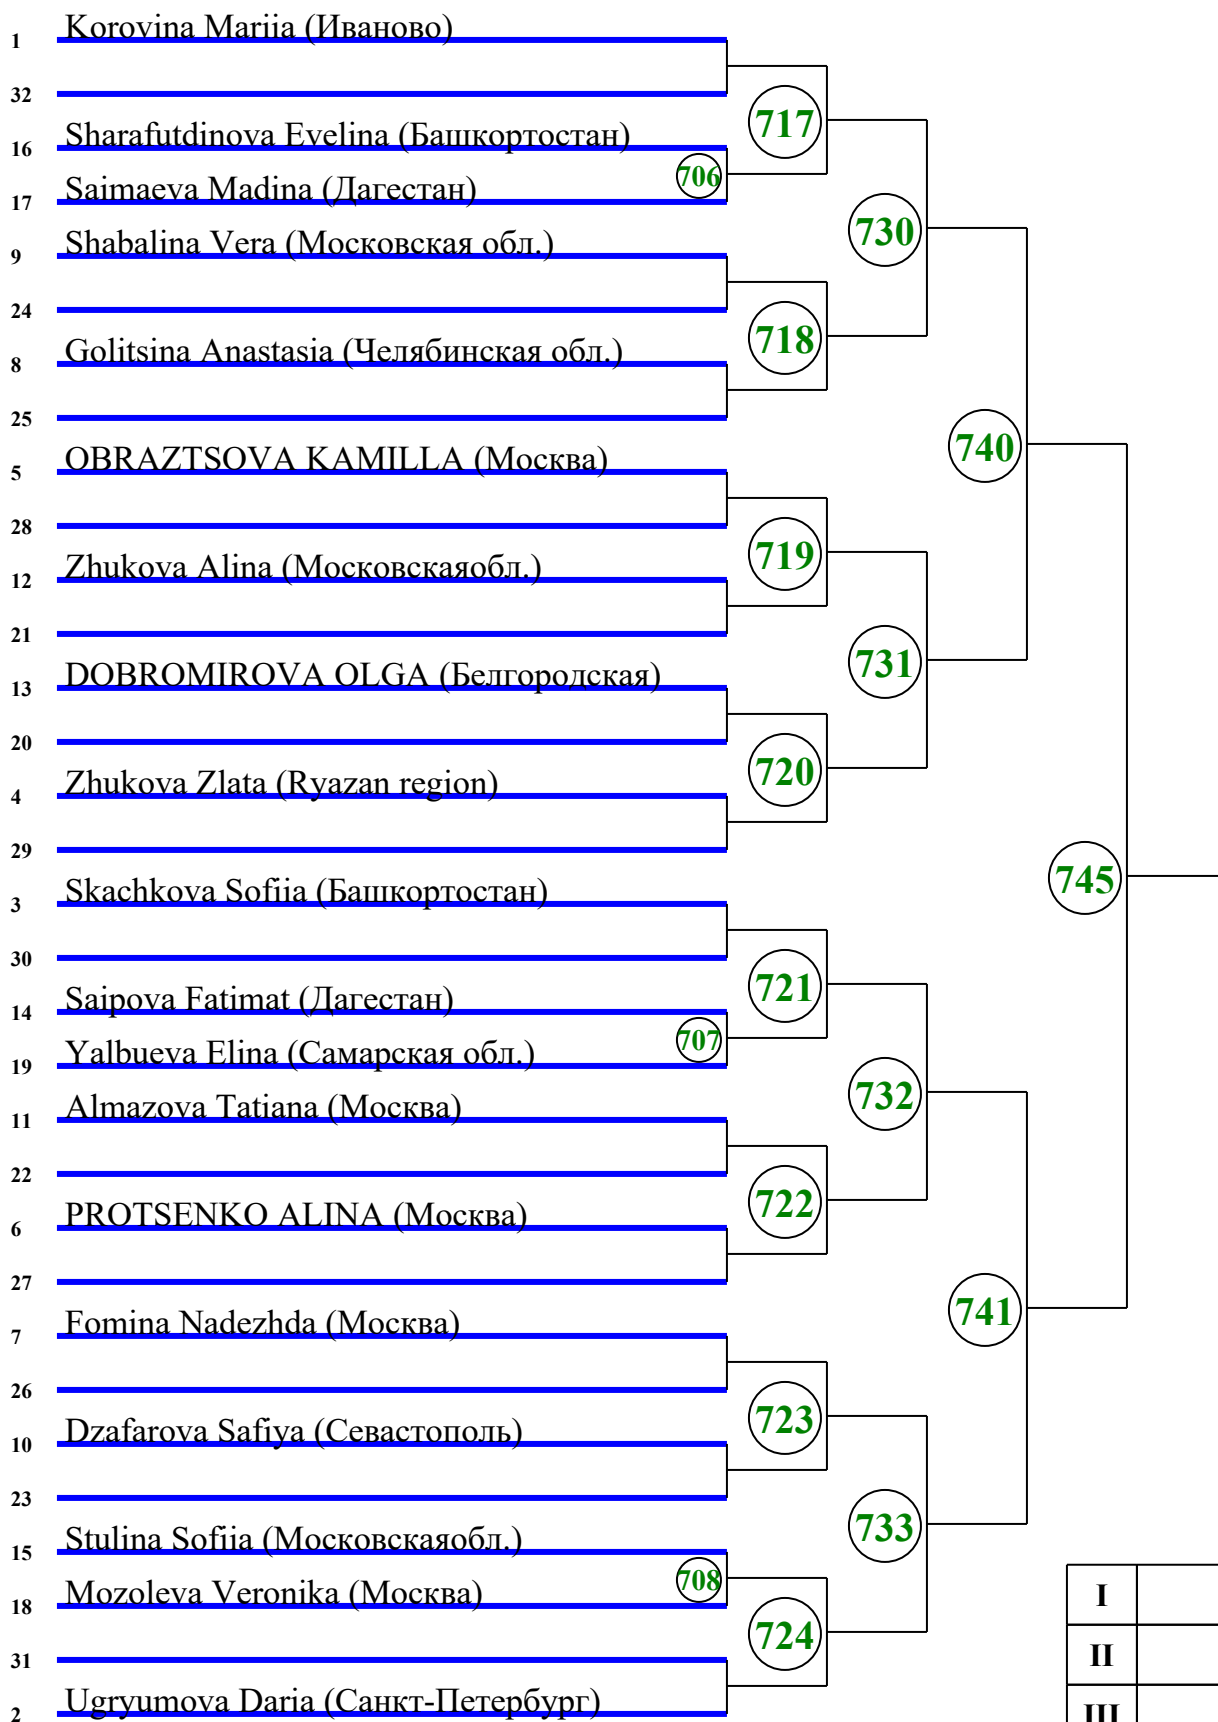 1 Korovina Mariia (Иваново)
32
16 Sharafutdinova Evelina (Башкортостан)
17 Saimaeva Madina (Дагестан)
9 Shabalina Vera (Московская обл.)
24
8 Golitsina Anastasia (Челябинская обл.)
25
5 OBRAZTSOVA KAMILLA (Москва)
28
12 Zhukova Alina (Московскаяобл.)
21
13 DOBROMIROVA OLGA (Белгородская)
20
4 Zhukova Zlata (Ryazan region)
29
3 Skachkova Sofiia (Башкортостан)
30
14 Saipova Fatimat (Дагестан)
19 Yalbueva Elina (Самарская обл.)
11 Almazova Tatiana (Москва)
22
6 PROTSENKO ALINA (Москва)
27
7 Fomina Nadezhda (Москва)
26
10 Dzafarova Safiya (Севастополь)
23
15 Stulina Sofiia (Московскаяобл.)
18 Mozoleva Veronika (Москва)
31
2 Ugryumova Daria (Санкт-Петербург)
706
707
708
717
718
719
720
721
722
723
724
730
731
732
733
740
741
745
I
II
III